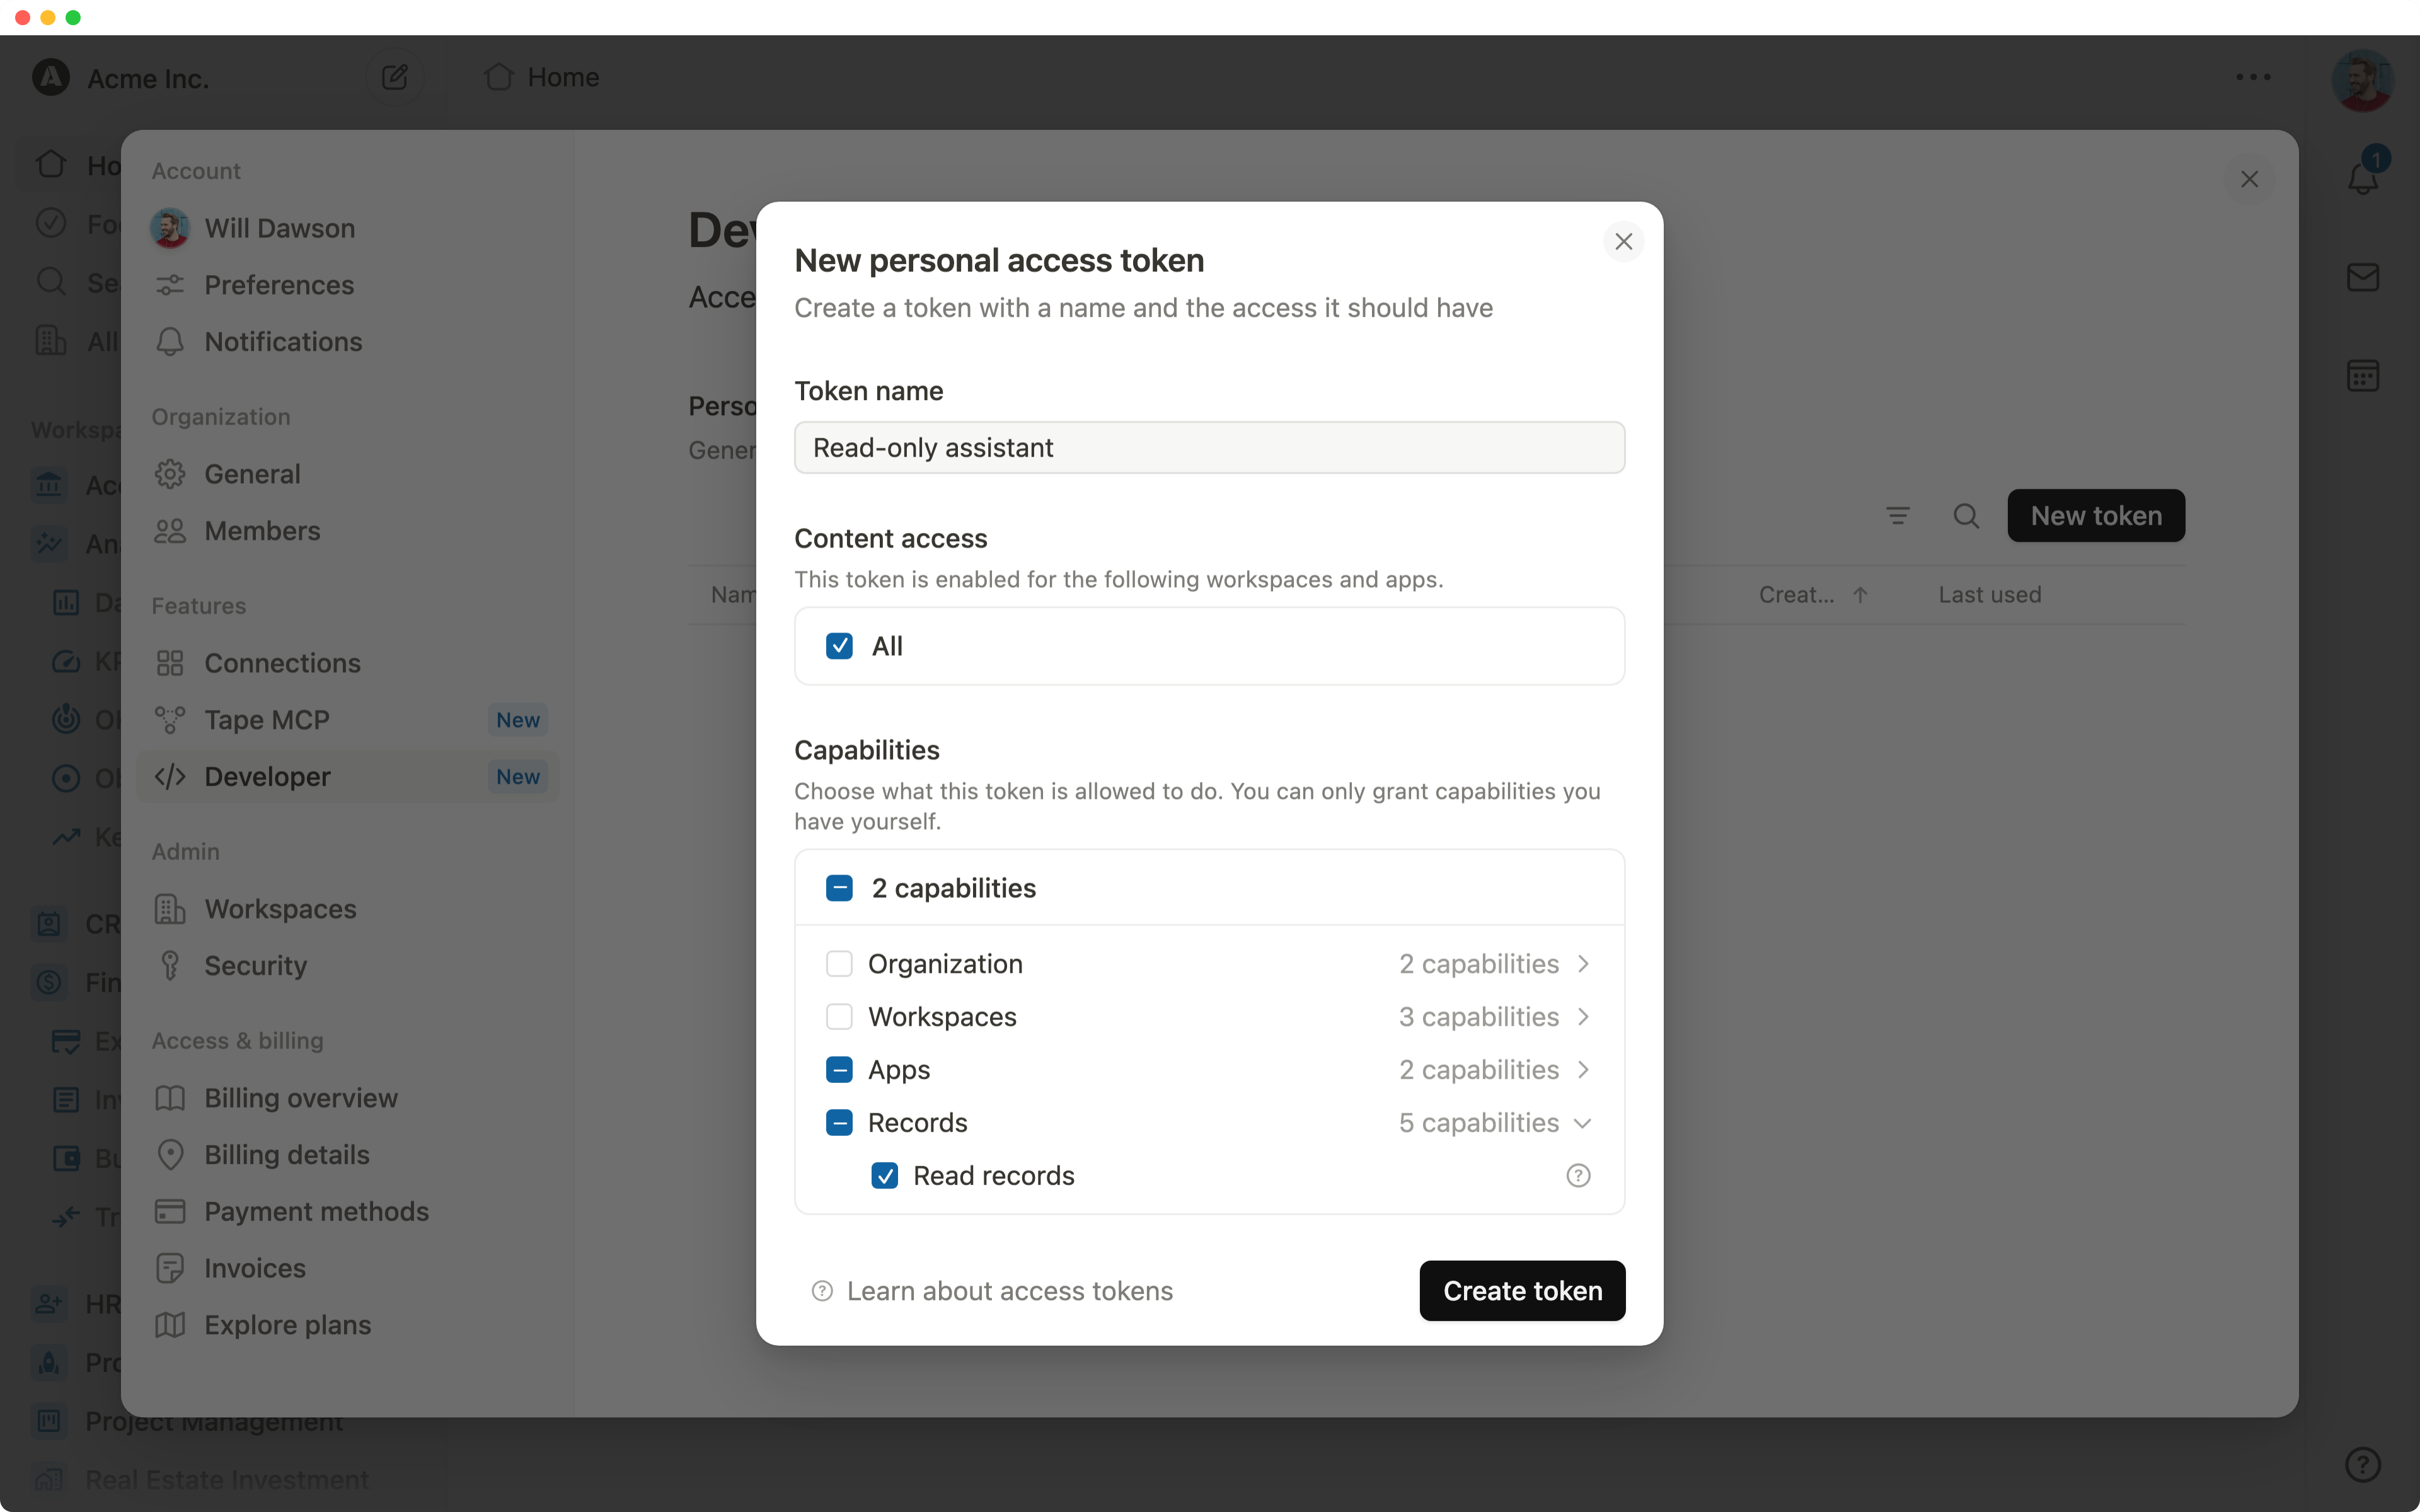 Acme Inc.
Home
1
Account
Will Dawson
Preferences
Notifications
Organization
General
Members
Features
Connections
Tape MCP
New
Developer
New
Admin
Workspaces
Security
Access & billing
Billing overview
Billing details
Payment methods
Invoices
Explore plans
Project Management
Real Estate Investment
New token
Creat...
Last used
New personal access token
Create a token with a name and the access it should have
Token name
Read-only assistant
Content access
This token is enabled for the following workspaces and apps.
All
Capabilities
Choose what this token is allowed to do. You can only grant capabilities you
have yourself.
2 capabilities
Organization
2 capabilities
Workspaces
3 capabilities
Apps
2 capabilities
Records
5 capabilities
Read records
Learn about access tokens
Create token